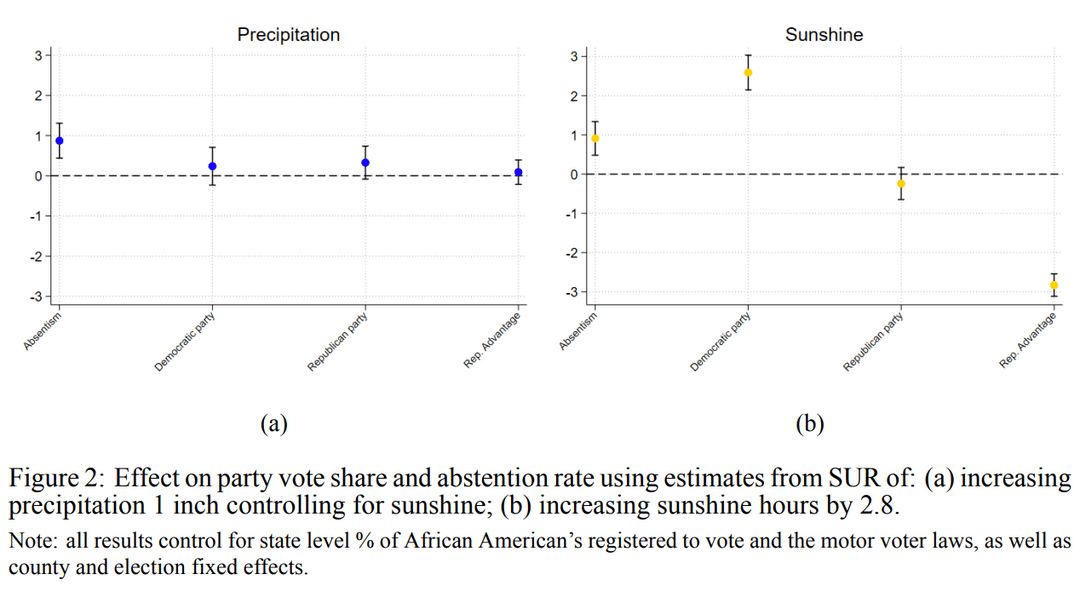 Precipitation
3
2
1
0
-1
-2
-3
Absentism
Democratic party
Republican party
Rep. Advantage
(a)
Sunshine
3
2
1
0
-1
-2
-3
Absentism
Democratic party
Republican party
Rep. Advantage
(b)
Figure 2: Effect on party vote share and abstention rate using estimates from SUR of: (a) increasing
precipitation 1 inch controlling for sunshine; (b) increasing sunshine hours by 2.8.
Note: all results control for state level % of African American’s registered to vote and the motor voter laws, as well as
county and election fixed effects.